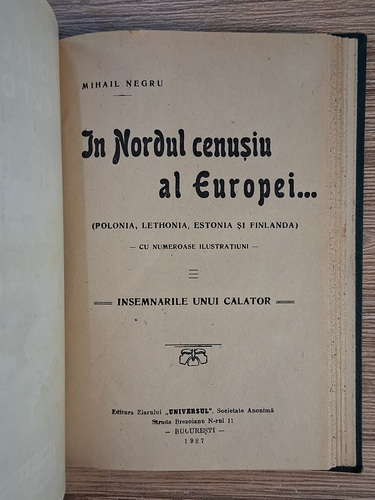 MIHAIL NEGRU
In Nordul cenușiu
al Europei...
(POLONIA, LETHONIA, ESTONIA ȘI FINLANDA)
— CU NUMEROASE ILUSTRAȚIUNI —
INSEMNARILE UNUI CALATOR
Editura Ziarului „UNIVERSUL”, Societate Anonimă
Strada Brezoianu N-rul 11
— BUCUREȘTI —
1927